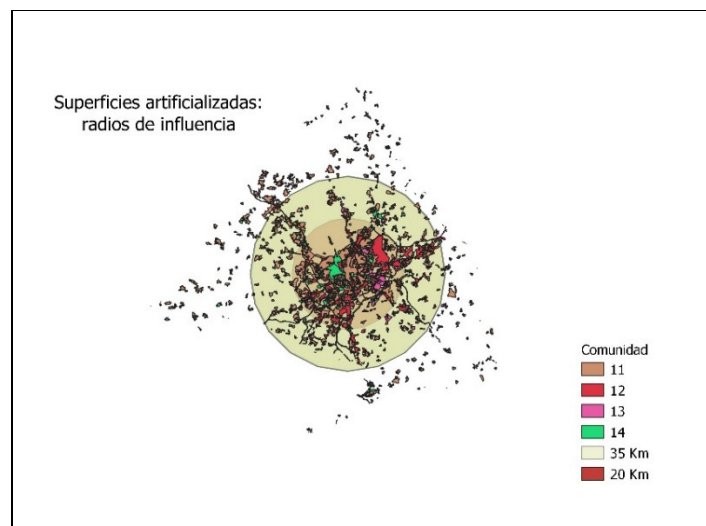 Superficies artificializadas:
radios de influencia
Comunidad
11
12
13
14
35 Km
20 Km